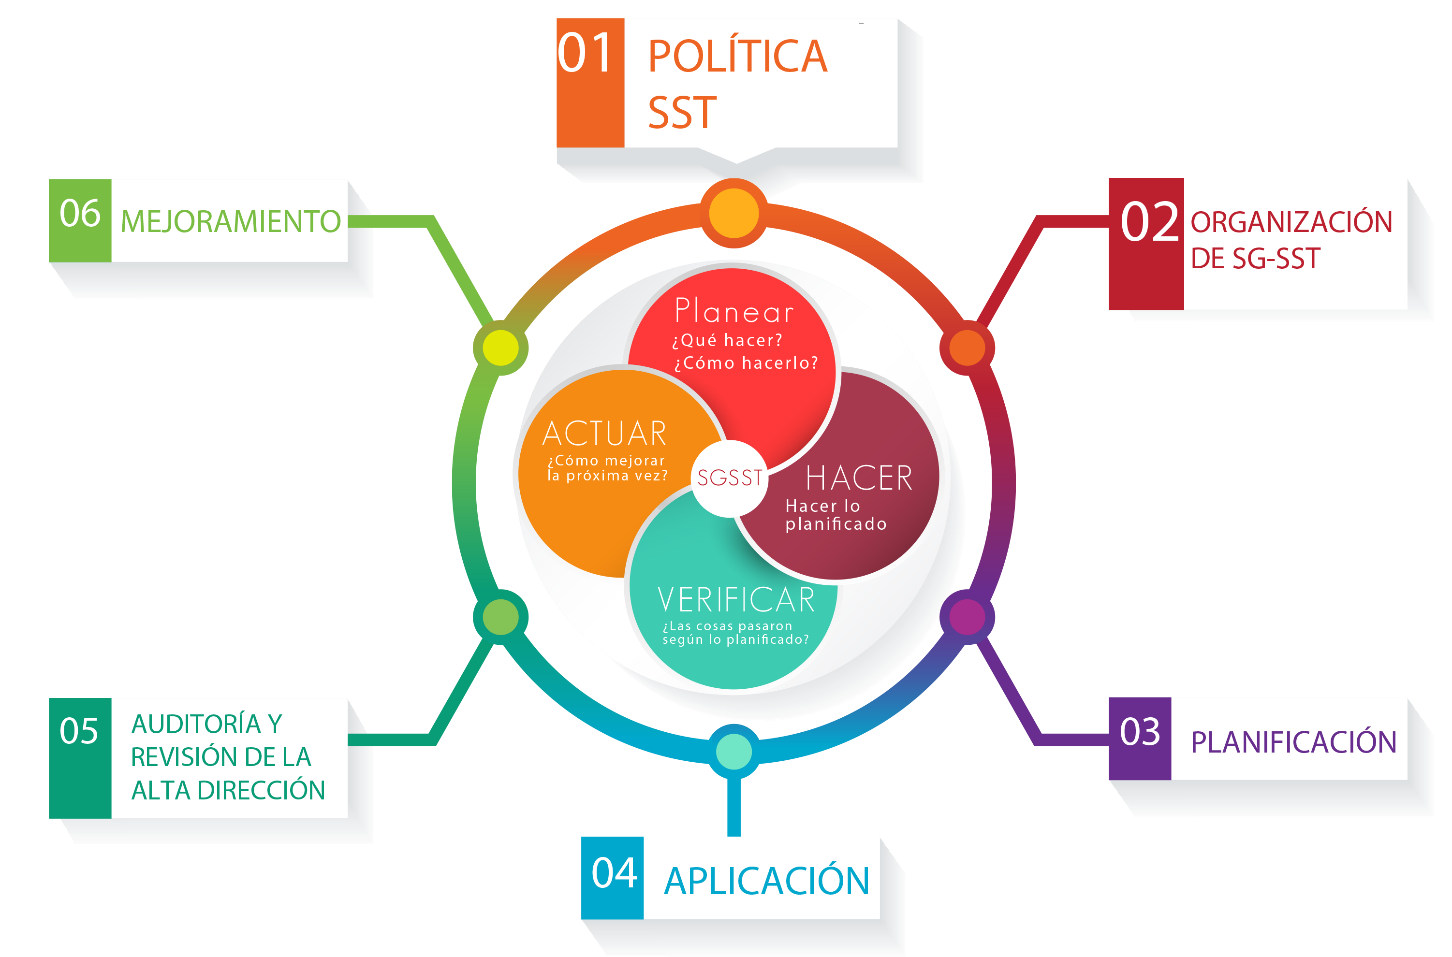 01
POLÍTICA
SST
02
ORGANIZACIÓN
DE SG-SST
03
PLANIFICACIÓN
04
APLICACIÓN
05
AUDITORÍA Y
REVISIÓN DE LA
ALTA DIRECCIÓN
06
MEJORAMIENTO
Planear
¿Qué hacer?
¿Cómo hacerlo?
HACER
Hacer lo
planificado
VERIFICAR
¿Las cosas pasaron
según lo planificado?
ACTUAR
¿Cómo mejorar
la próxima vez?
SGSST